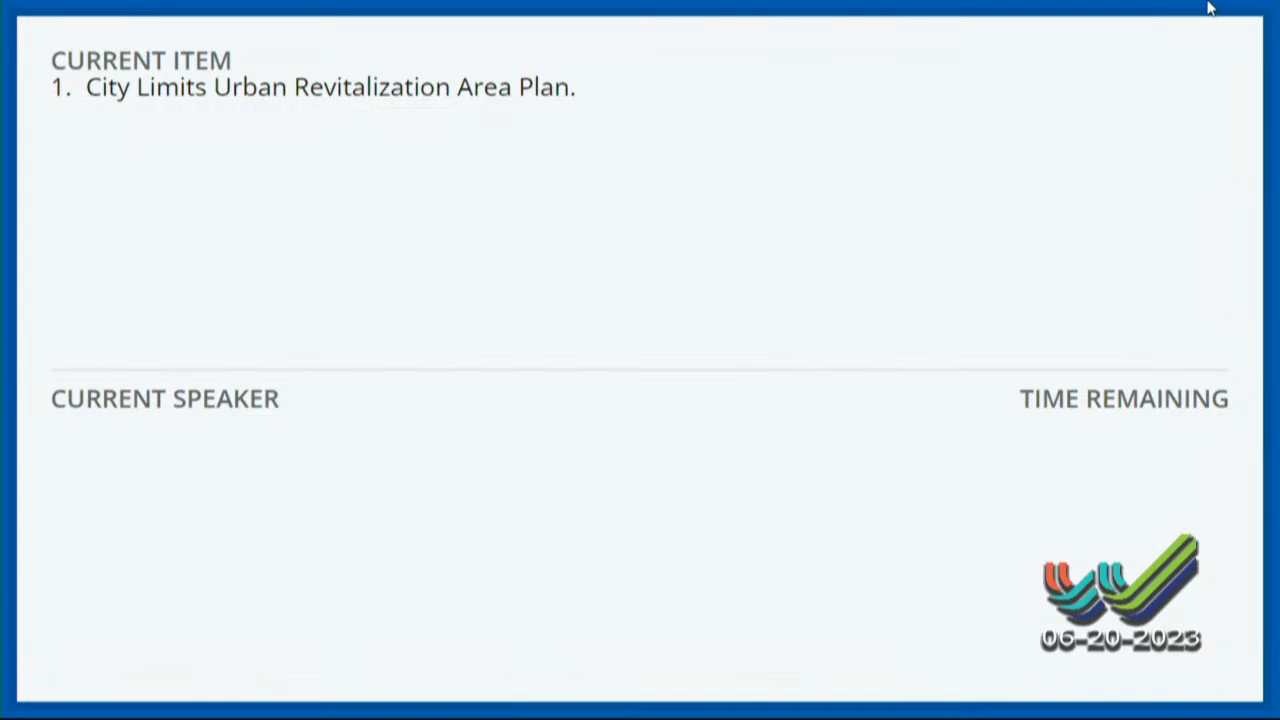 CURRENT ITEM
1. City Limits Urban Revitalization Area Plan.
CURRENT SPEAKER
TIME REMAINING
06-20-2023